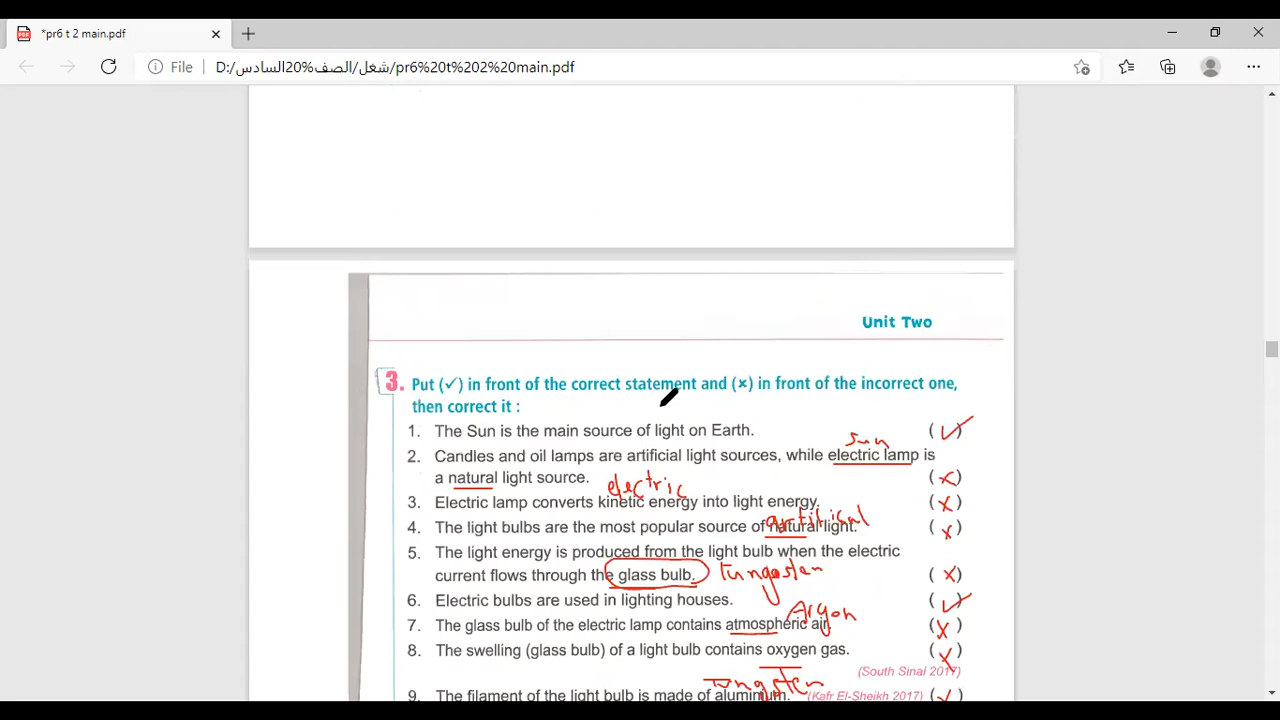 *pr6 t 2 main.pdf
File D:/شغل/الصف%20السادس/pr6%20t%202%20main.pdf
Unit Two
3. Put (✓) in front of the correct statement and (×) in front of the incorrect one,
then correct it :
1. The Sun is the main source of light on Earth. (✓)
sun
2. Candles and oil lamps are artificial light sources, while electric lamp is
a natural light source. (x)
electric
3. Electric lamp converts kinetic energy into light energy. (x)
artifical
4. The light bulbs are the most popular source of natural light. (x)
5. The light energy is produced from the light bulb when the electric
current flows through the glass bulb. tungsten (x)
6. Electric bulbs are used in lighting houses. (✓)
Argon
7. The glass bulb of the electric lamp contains atmospheric air. (x)
8. The swelling (glass bulb) of a light bulb contains oxygen gas. (x)
(South Sinai 2017)
tungsten
9. The filament of the light bulb is made of aluminium. (Kafr El-Sheikh 2017) (x)